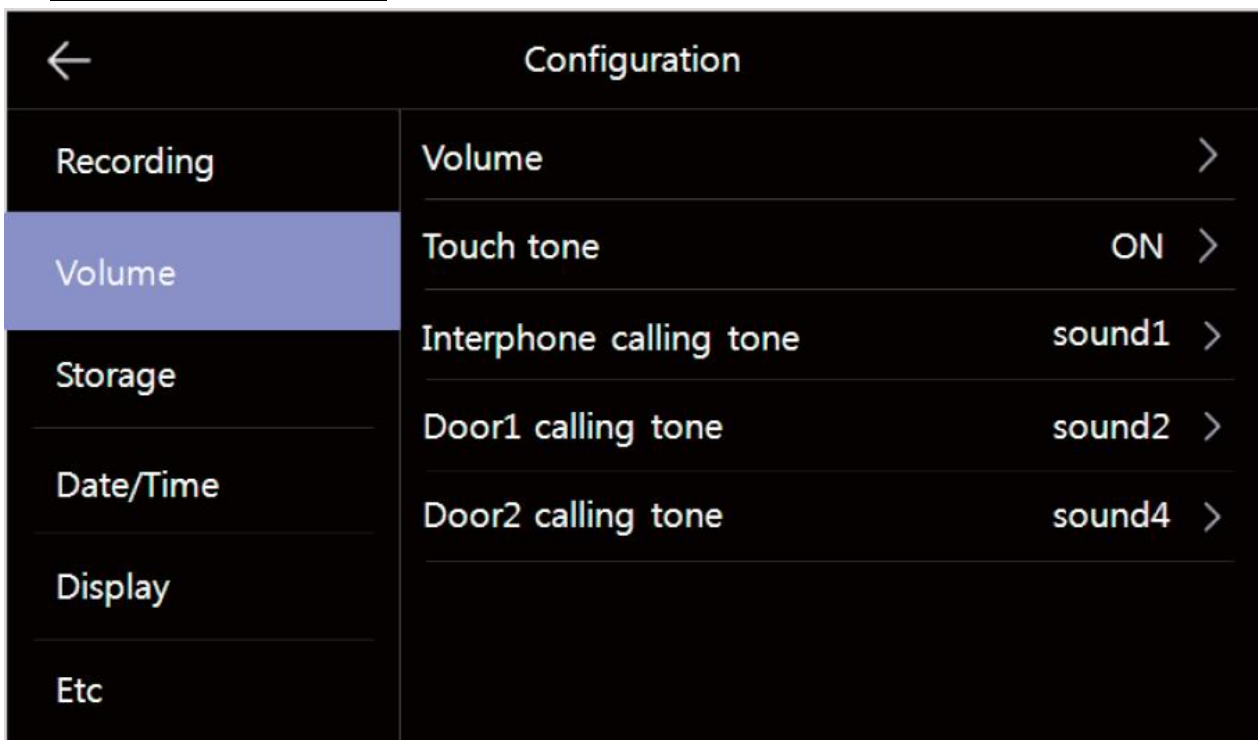 Configuration
Recording
Volume
Storage
Date/Time
Display
Etc
Volume
Touch tone ON
Interphone calling tone sound1
Door1 calling tone sound2
Door2 calling tone sound4